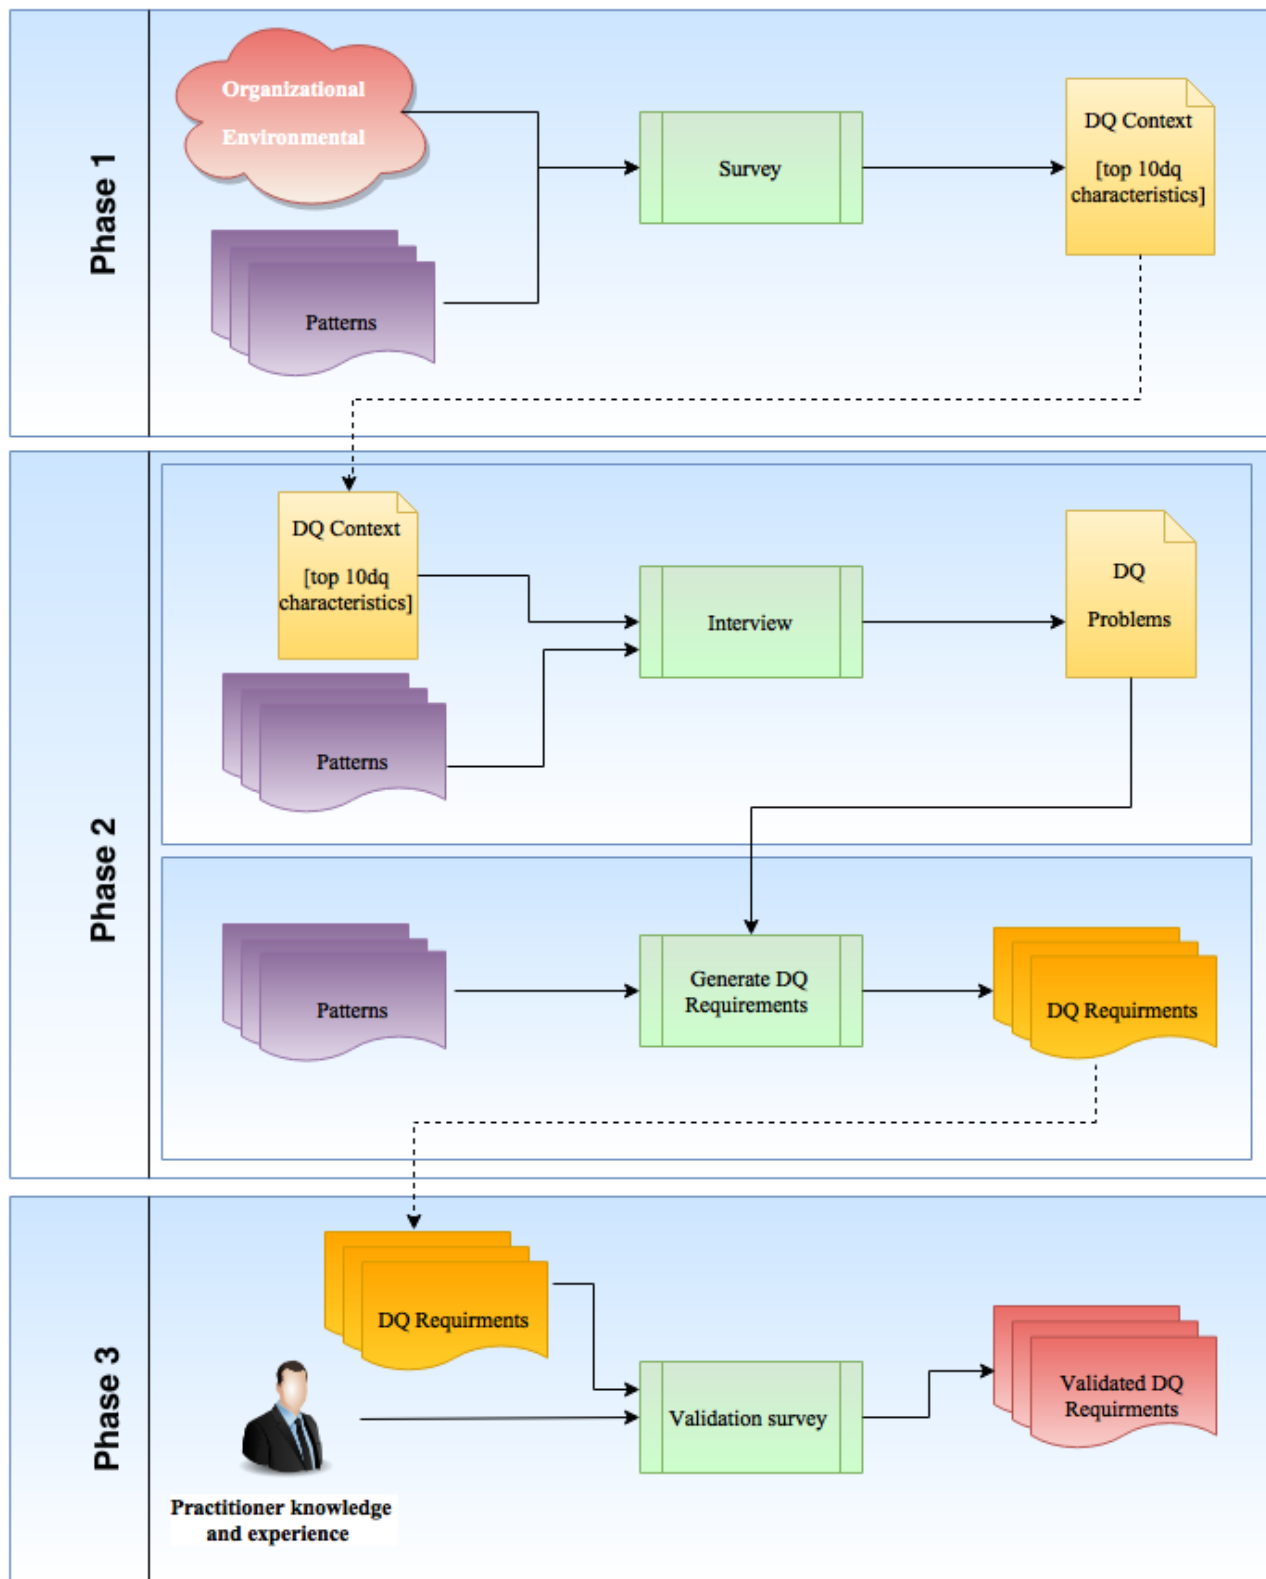 Phase 1
Organizational
Environmental
Patterns
Survey
DQ Context
[top 10dq
characteristics]
Phase 2
DQ Context
[top 10dq
characteristics]
Patterns
Interview
DQ
Problems
Patterns
Generate DQ
Requirements
DQ Requirments
Phase 3
DQ Requirments
Practitioner knowledge
and experience
Validation survey
Validated DQ
Requirments